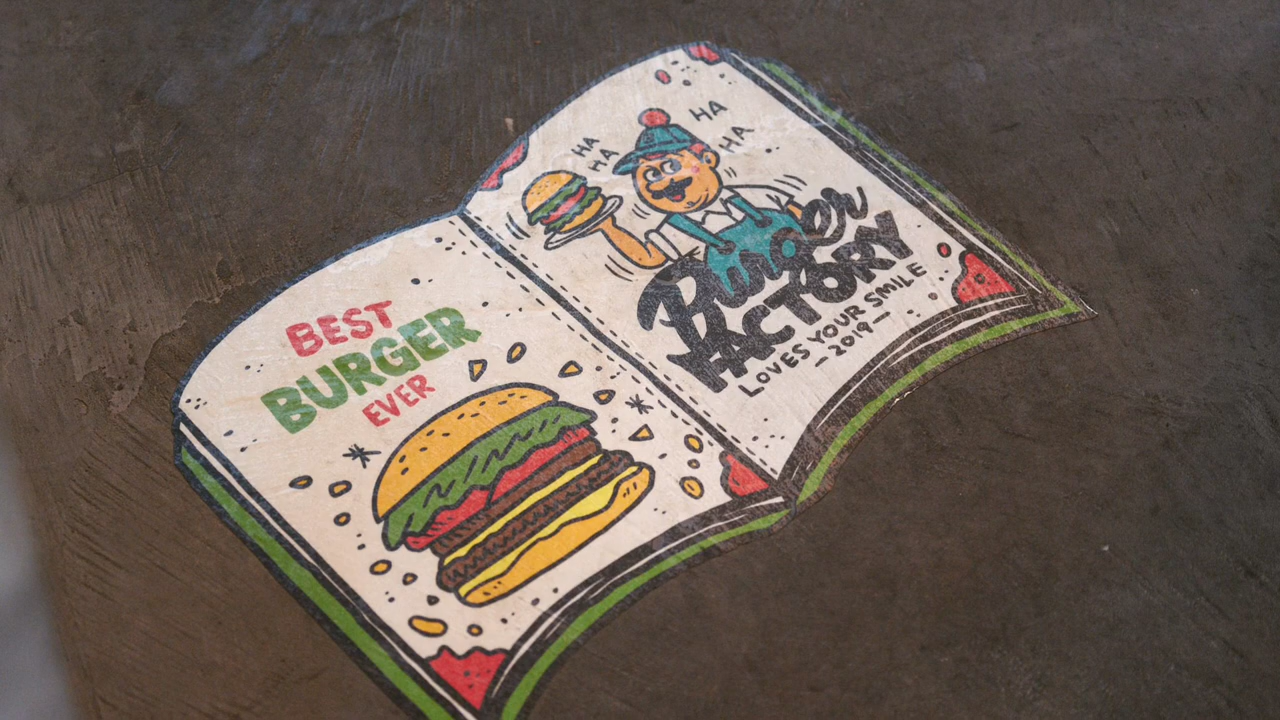 BEST
BURGER
EVER
HA
HA
HA
HA
Burger
FACTORY
LOVES YOUR SMILE
— 2019 —